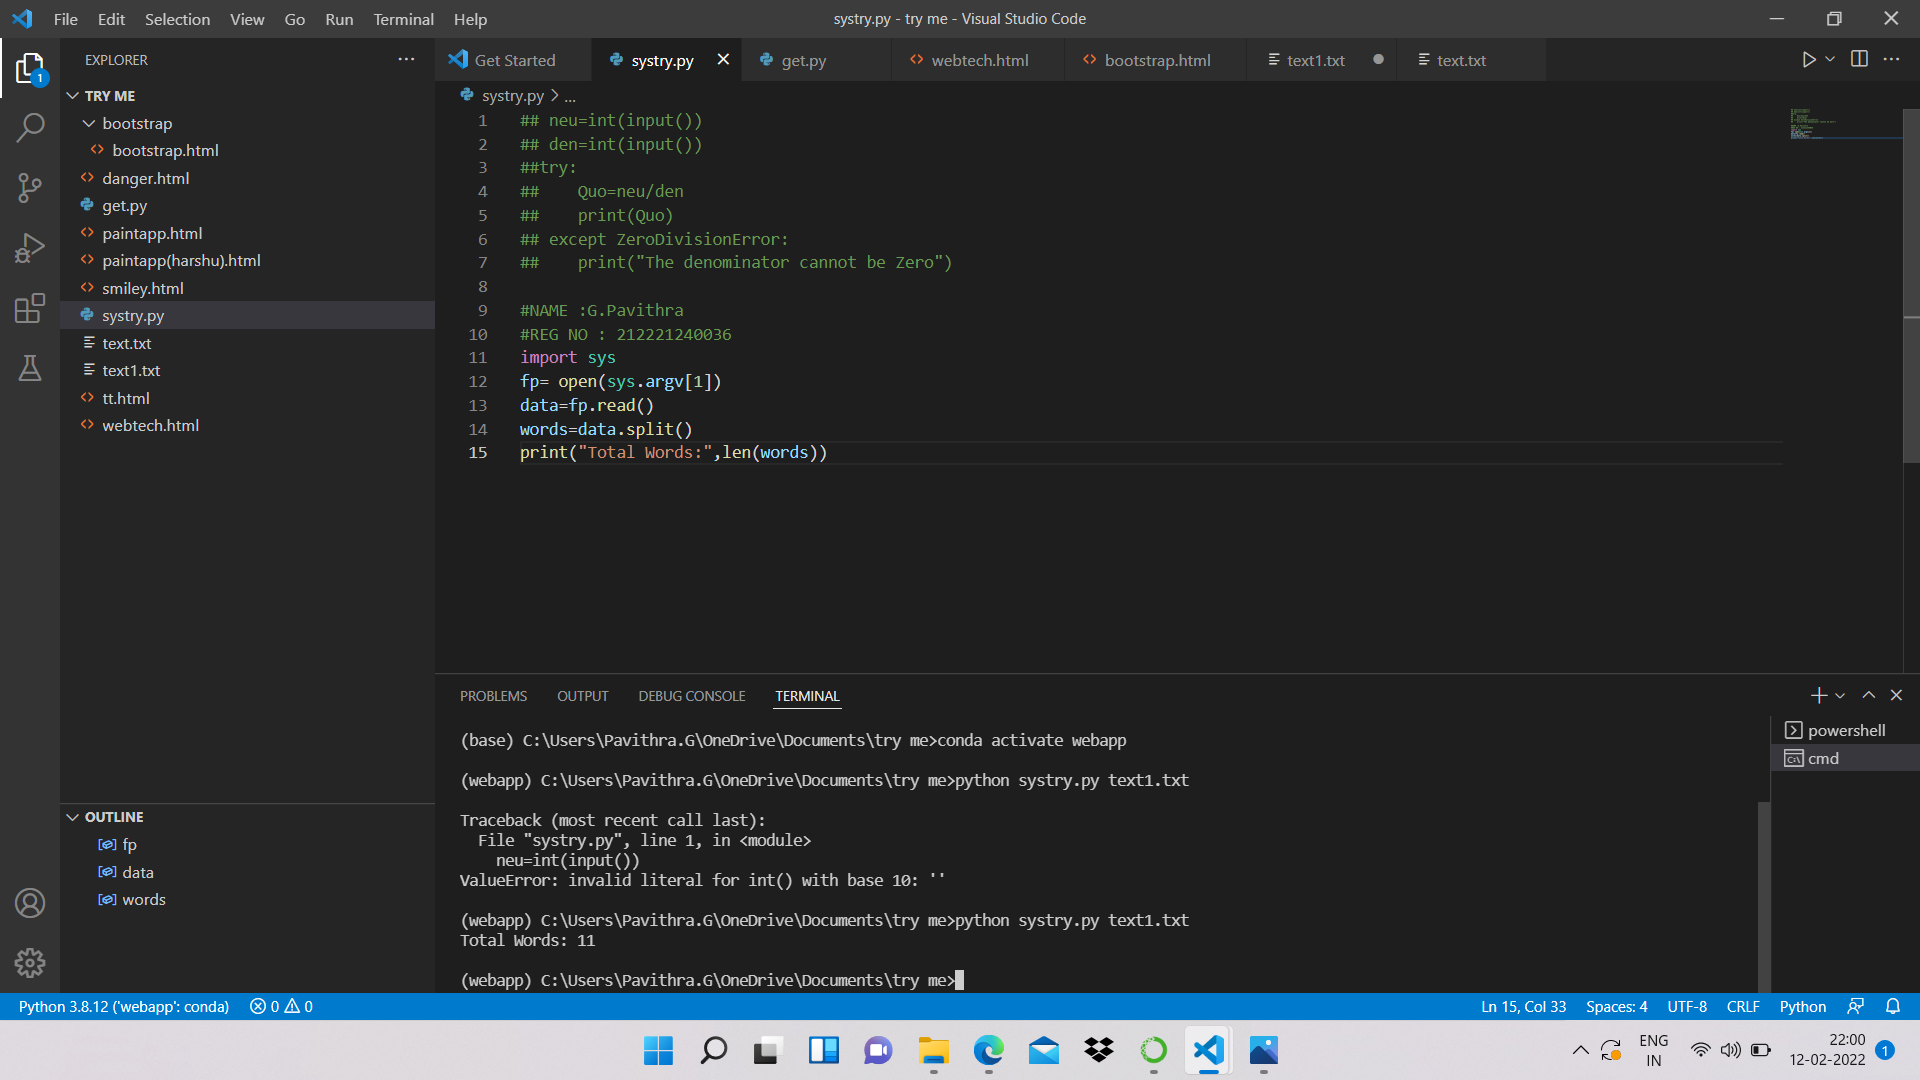 File Edit Selection View Go Run Terminal Help
systry.py - try me - Visual Studio Code
EXPLORER
1
TRY ME
bootstrap
bootstrap.html
danger.html
get.py
paintapp.html
paintapp(harshu).html
smiley.html
systry.py
text.txt
text1.txt
tt.html
webtech.html
OUTLINE
fp
data
words
Get Started systry.py get.py webtech.html bootstrap.html text1.txt text.txt
systry.py > ...
1 ## neu=int(input())
2 ## den=int(input())
3 ##try:
4 ##    Quo=neu/den
5 ##    print(Quo)
6 ## except ZeroDivisionError:
7 ##    print("The denominator cannot be Zero")
8
9 #NAME :G.Pavithra
10 #REG NO : 212221240036
11 import sys
12 fp= open(sys.argv[1])
13 data=fp.read()
14 words=data.split()
15 print("Total Words:",len(words))
PROBLEMS OUTPUT DEBUG CONSOLE TERMINAL
powershell
cmd
(base) C:\Users\Pavithra.G\OneDrive\Documents\try me>conda activate webapp
(webapp) C:\Users\Pavithra.G\OneDrive\Documents\try me>python systry.py text1.txt
Traceback (most recent call last):
  File "systry.py", line 1, in <module>
    neu=int(input())
ValueError: invalid literal for int() with base 10: ''
(webapp) C:\Users\Pavithra.G\OneDrive\Documents\try me>python systry.py text1.txt
Total Words: 11
(webapp) C:\Users\Pavithra.G\OneDrive\Documents\try me>
Python 3.8.12 ('webapp': conda) 0 0 Ln 15, Col 33 Spaces: 4 UTF-8 CRLF Python
ENG
IN
22:00
12-02-2022
1